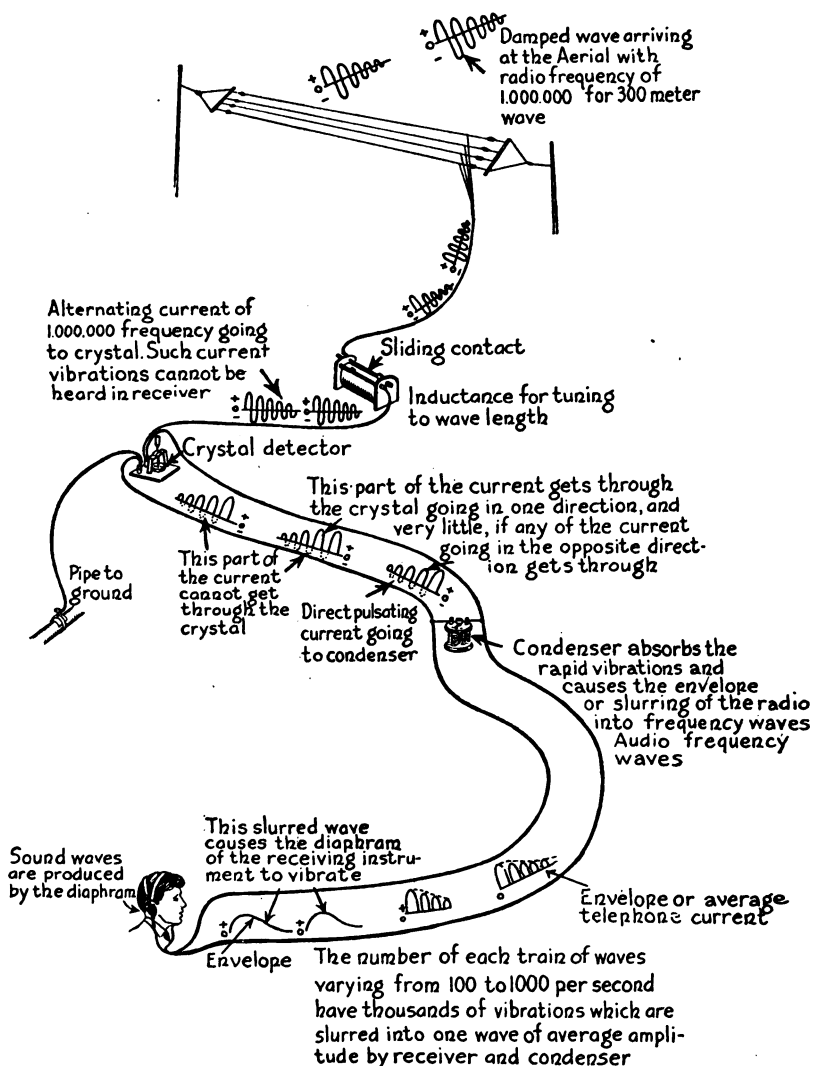 Damped wave arriving
at the Aerial with
radio frequency of
1.000.000 for 300 meter
wave
Alternating current of
1.000.000 frequency going
to crystal. Such current
vibrations cannot be
heard in receiver
Sliding contact
Inductance for tuning
to wave length
Crystal detector
This part of the current gets through
the crystal going in one direction, and
very little, if any of the current
going in the opposite direct-
ion gets through
This part of
the current
cannot get
through the
crystal
Pipe to
ground
Direct pulsating
current going
to condenser
Condenser absorbs the
rapid vibrations and
causes the envelope
or slurring of the radio
into frequency waves
Audio frequency
waves
This slurred wave
causes the diaphram
of the receiving instru-
ment to vibrate
Sound waves
are produced
by the diaphram
Envelope or average
telephone current
Envelope
The number of each train of waves
varying from 100 to 1000 per second
have thousands of vibrations which are
slurred into one wave of average ampli-
tude by receiver and condenser